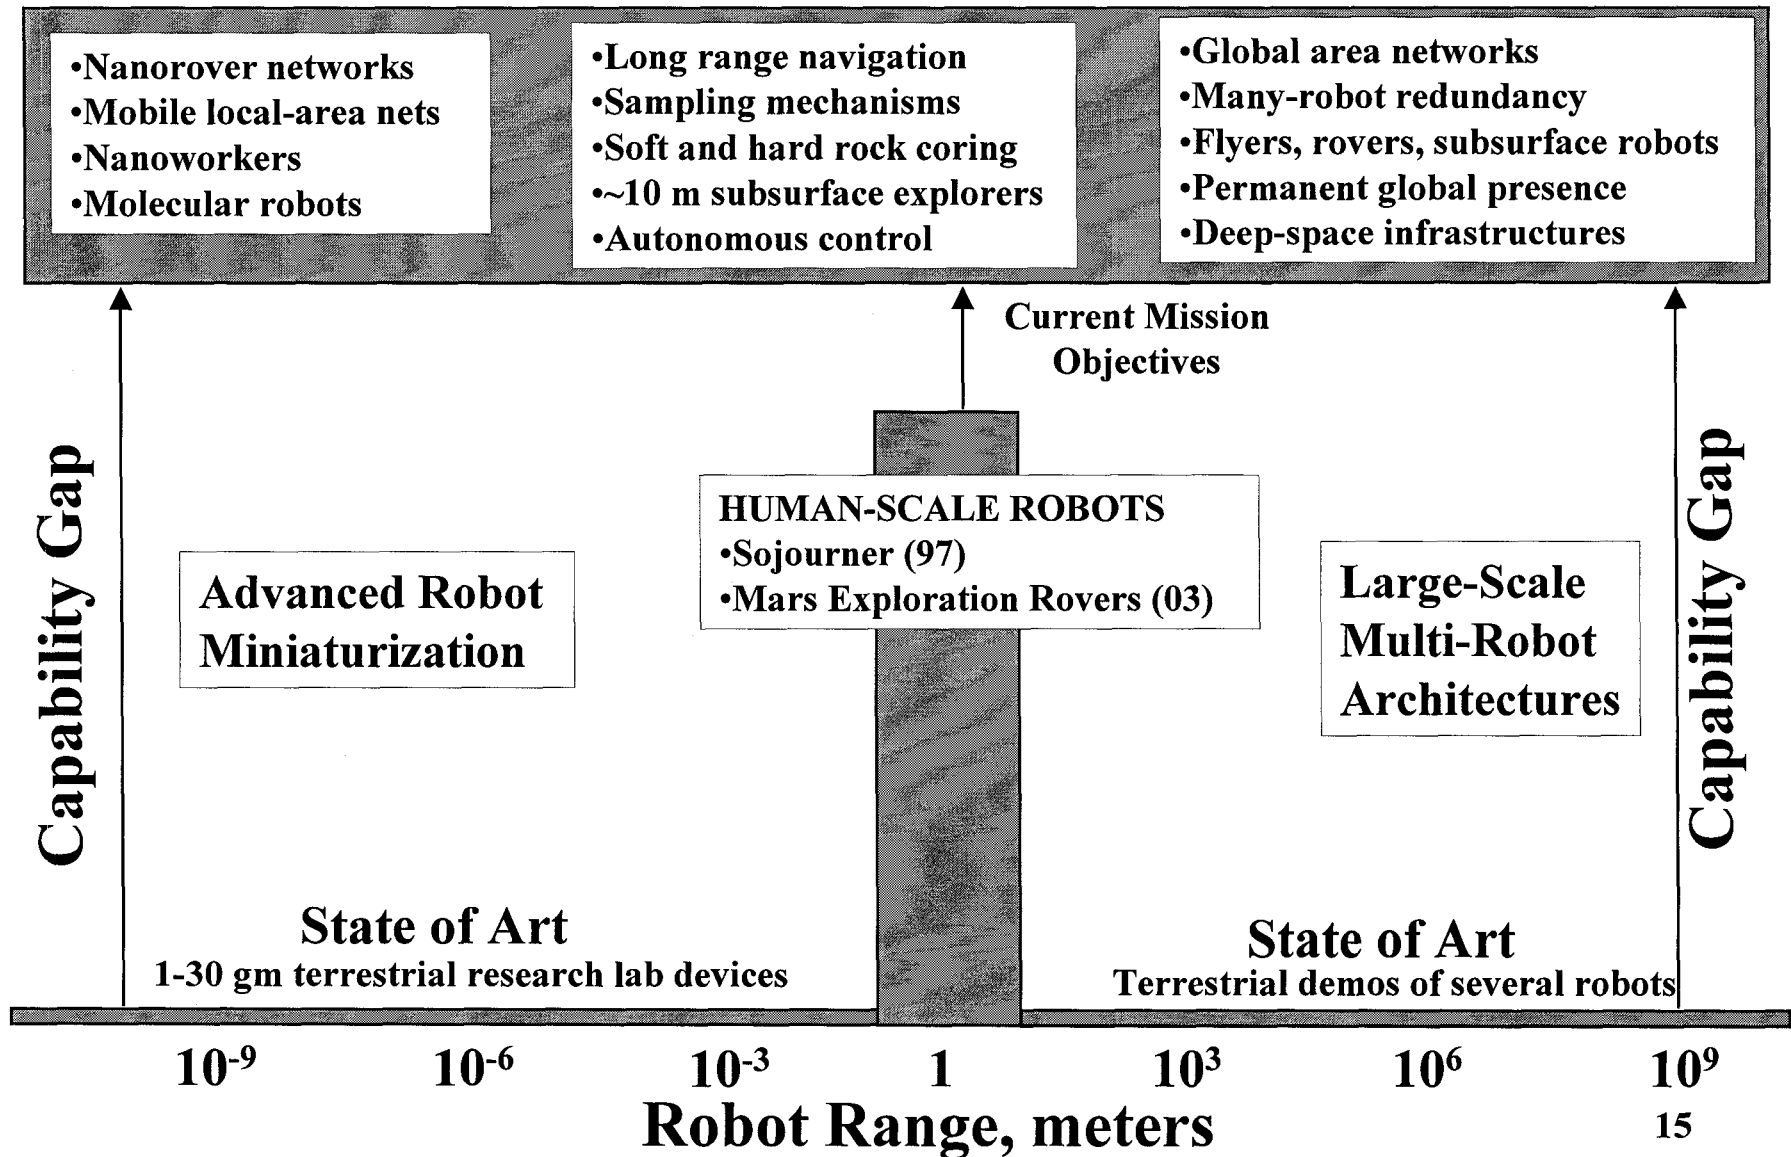 •Nanorover networks
•Mobile local-area nets
•Nanoworkers
•Molecular robots
•Long range navigation
•Sampling mechanisms
•Soft and hard rock coring
•~10 m subsurface explorers
•Autonomous control
•Global area networks
•Many-robot redundancy
•Flyers, rovers, subsurface robots
•Permanent global presence
•Deep-space infrastructures
Current Mission
Objectives
Capability Gap
Advanced Robot
Miniaturization
HUMAN-SCALE ROBOTS
•Sojourner (97)
•Mars Exploration Rovers (03)
Large-Scale
Multi-Robot
Architectures
Capability Gap
State of Art
1-30 gm terrestrial research lab devices
State of Art
Terrestrial demos of several robots
10⁻⁹ 10⁻⁶ 10⁻³ 1 10³ 10⁶ 10⁹
Robot Range, meters
15